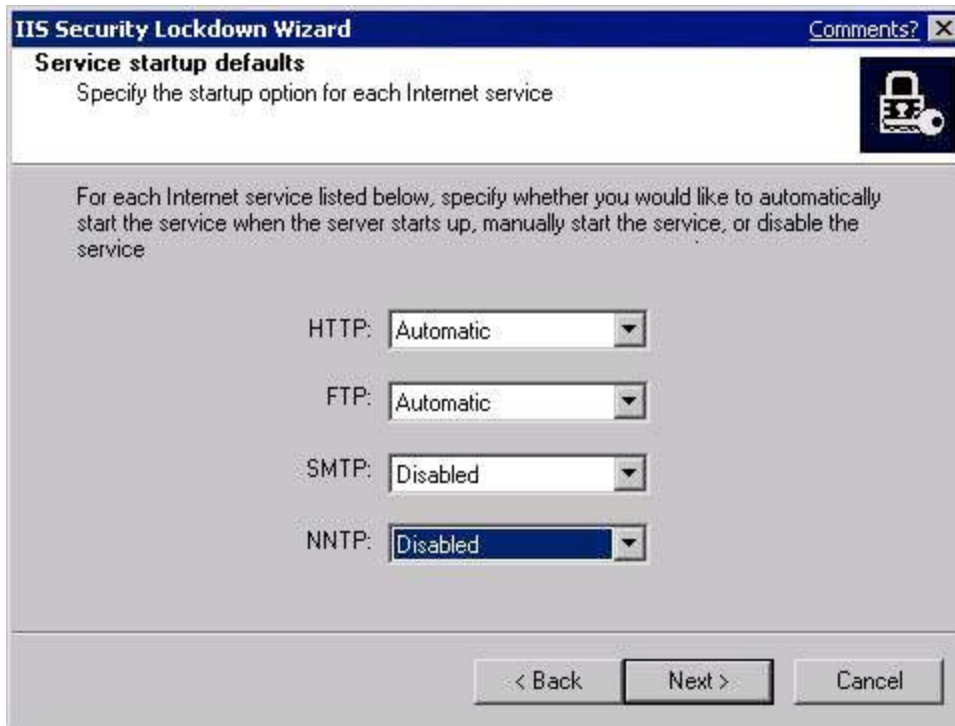 IIS Security Lockdown Wizard Comments?
Service startup defaults
Specify the startup option for each Internet service
For each Internet service listed below, specify whether you would like to automatically
start the service when the server starts up, manually start the service, or disable the
service
HTTP: Automatic
FTP: Automatic
SMTP: Disabled
NNTP: Disabled
< Back Next > Cancel